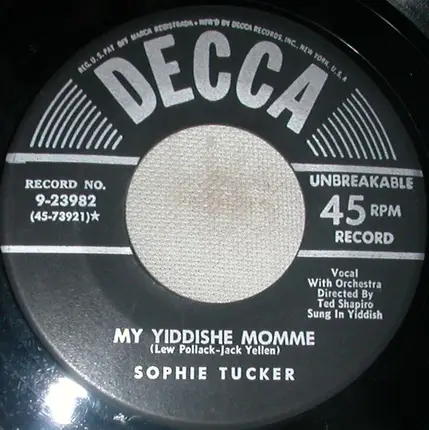 REG. U.S. PAT. OFF. MARCA REGISTRADA • MF'D BY DECCA RECORDS, INC., NEW YORK, U.S.A.
DECCA
RECORD NO.
9-23982
(45-73921)★
UNBREAKABLE
45 RPM
RECORD
Vocal
With Orchestra
Directed By
Ted Shapiro
Sung In Yiddish
MY YIDDISHE MOMME
(Lew Pollack-Jack Yellen)
SOPHIE TUCKER